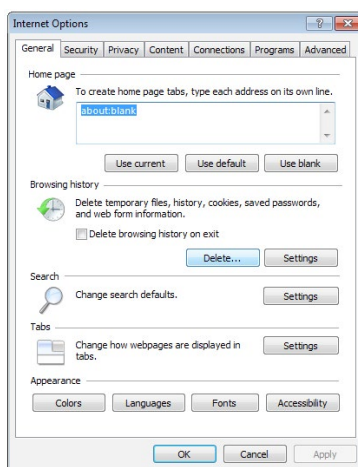 Internet Options
General Security Privacy Content Connections Programs Advanced
Home page
To create home page tabs, type each address on its own line.
about:blank
Use current Use default Use blank
Browsing history
Delete temporary files, history, cookies, saved passwords,
and web form information.
Delete browsing history on exit
Delete... Settings
Search
Change search defaults. Settings
Tabs
Change how webpages are displayed in
tabs.
Settings
Appearance
Colors Languages Fonts Accessibility
OK Cancel Apply